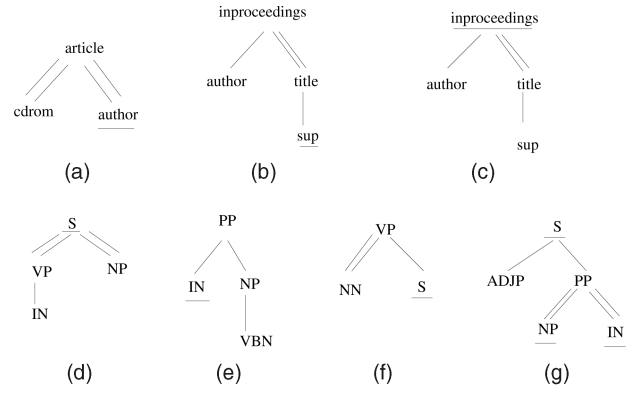 inproceedings
inproceedings
article
author title
author title
cdrom author
sup
sup
(a) (b) (c)
S PP VP S
VP NP
IN NP
NN S
ADJP PP
IN
VBN
NP IN
(d) (e) (f) (g)